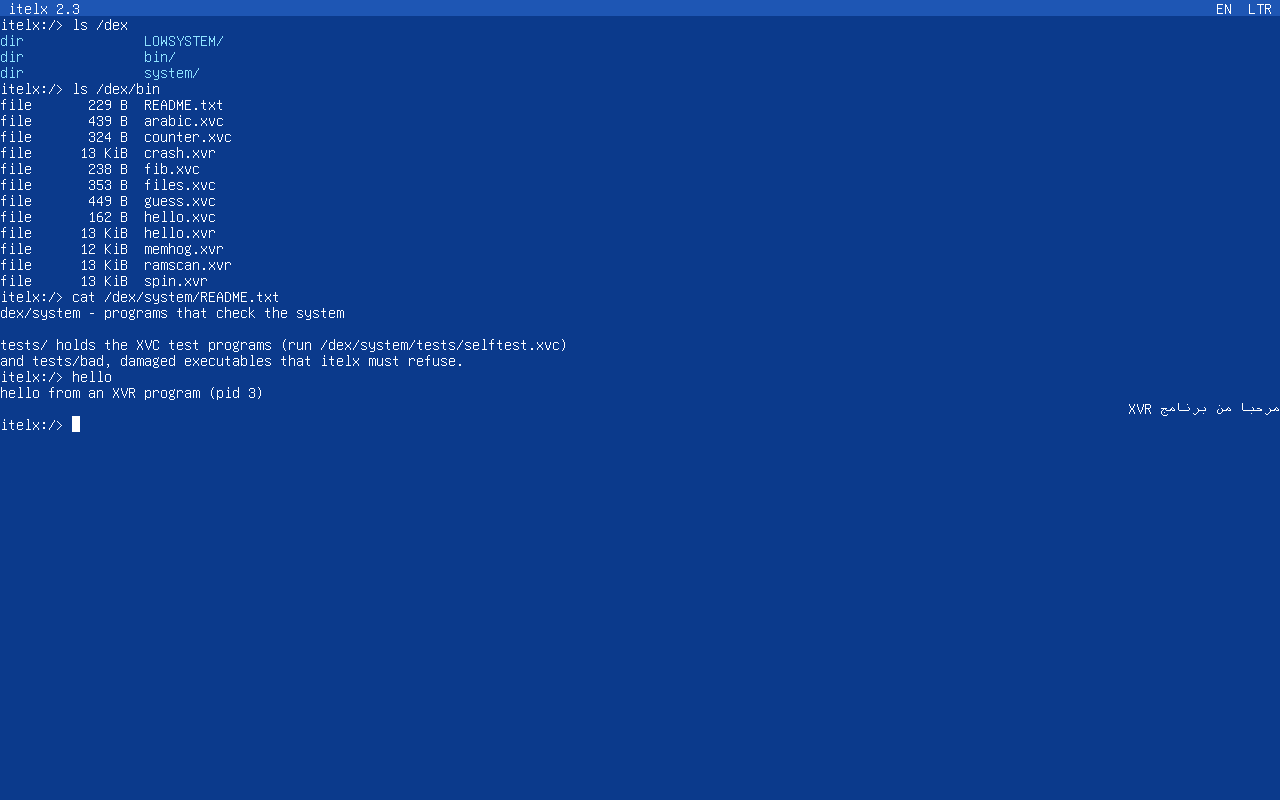 itelx 2.3 EN LTR
itelx:/> ls /dex
dir LOWSYSTEM/
dir bin/
dir system/
itelx:/> ls /dex/bin
file 229 B README.txt
file 439 B arabic.xvc
file 324 B counter.xvc
file 13 KiB crash.xvr
file 238 B fib.xvc
file 353 B files.xvc
file 449 B guess.xvc
file 162 B hello.xvc
file 13 KiB hello.xvr
file 12 KiB memhog.xvr
file 13 KiB ramscan.xvr
file 13 KiB spin.xvr
itelx:/> cat /dex/system/README.txt
dex/system - programs that check the system
tests/ holds the XVC test programs (run /dex/system/tests/selftest.xvc)
and tests/bad, damaged executables that itelx must refuse.
itelx:/> hello
hello from an XVR program (pid 3)
مرحبا من برنامج XVR
itelx:/>